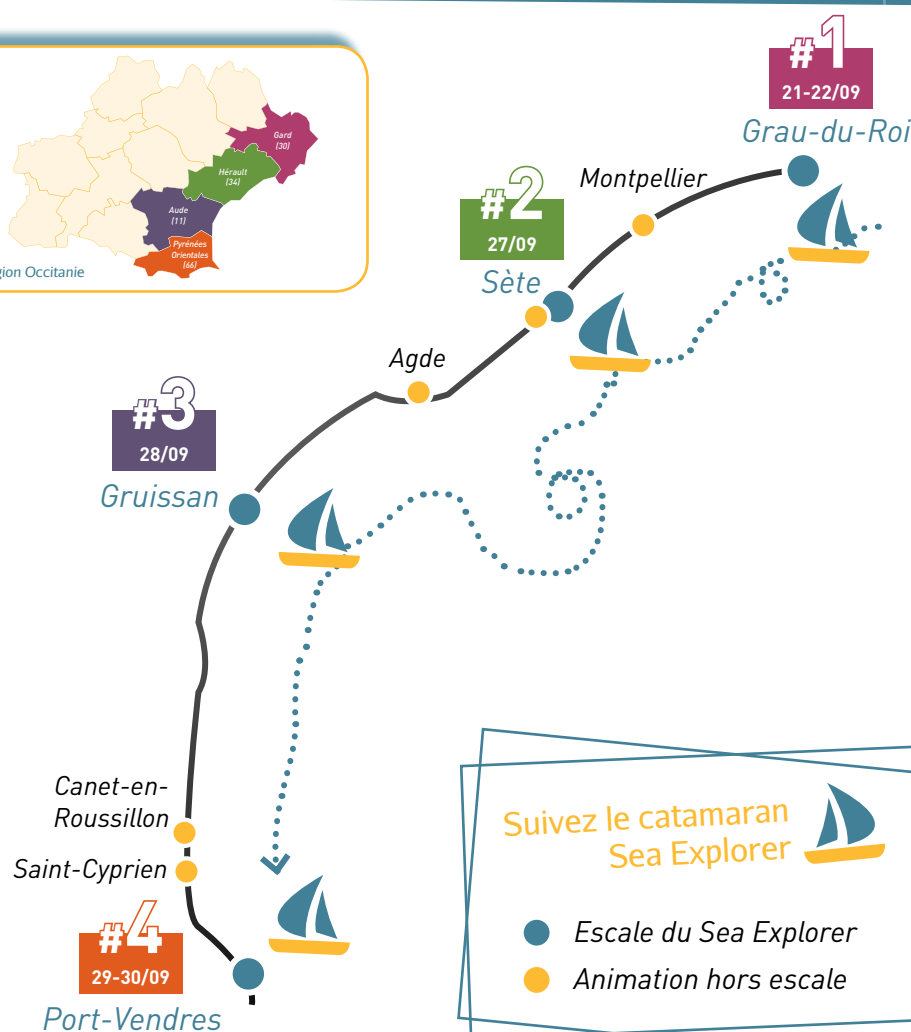 Gard
(30)
Hérault
(34)
Aude
(11)
Pyrénées
Orientales
(66)
gion Occitanie
#1
21-22/09
Grau-du-Roi
Montpellier
#2
27/09
Sète
Agde
#3
28/09
Gruissan
Canet-en-
Roussillon
Saint-Cyprien
#4
29-30/09
Port-Vendres
Suivez le catamaran
Sea Explorer
Escale du Sea Explorer
Animation hors escale